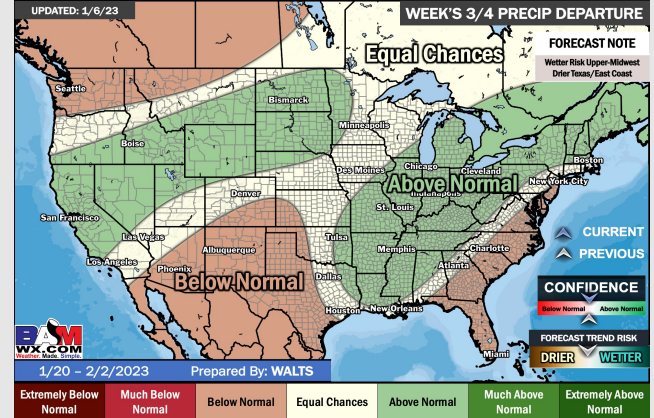 UPDATED: 1/6/23
WEEK'S 3/4 PRECIP DEPARTURE
FORECAST NOTE
Wetter Risk Upper-Midwest
Drier Texas/East Coast
Equal Chances
Seattle
Bismarck
Minneapolis
Boise
Boston
Chicago
Cleveland
Des Moines
New York City
Above Normal
Denver
Indianapolis
St. Louis
San Francisco
Las Vegas
Tulsa
CURRENT
Albuquerque
Memphis
Charlotte
PREVIOUS
Los Angeles
Phoenix
Atlanta
Below Normal
Dallas
CONFIDENCE
Houston
New Orleans
Below Normal
Above Normal
BAM
WX.COM
Weather. Made. Simple.
FORECAST TREND RISK
Miami
DRIER
WETTER
1/20 – 2/2/2023
Prepared By: WALTS
Extremely Below
Normal
Much Below
Normal
Below Normal
Equal Chances
Above Normal
Much Above
Normal
Extremely Above
Normal